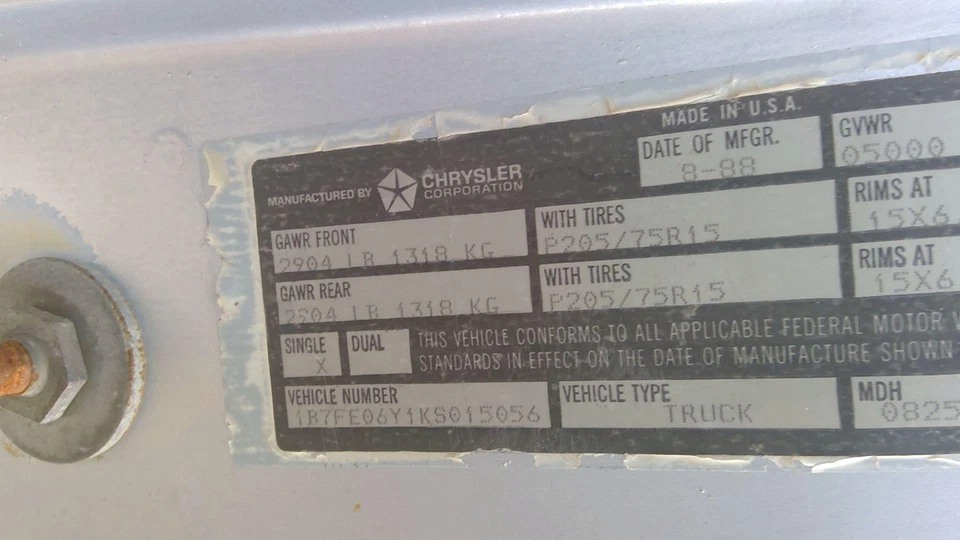 MADE IN U.S.A.
MANUFACTURED BY CHRYSLER CORPORATION
DATE OF MFGR.
8-88
GVWR
05000
GAWR FRONT
2904 LB 1318 KG
WITH TIRES
P205/75R15
RIMS AT
15X6
GAWR REAR
2904 LB 1318 KG
WITH TIRES
P205/75R15
RIMS AT
15X6
SINGLE
X
DUAL
THIS VEHICLE CONFORMS TO ALL APPLICABLE FEDERAL MOTOR V
STANDARDS IN EFFECT ON THE DATE OF MANUFACTURE SHOWN
VEHICLE NUMBER
1B7FE06Y1KS015056
VEHICLE TYPE
TRUCK
MDH
0825